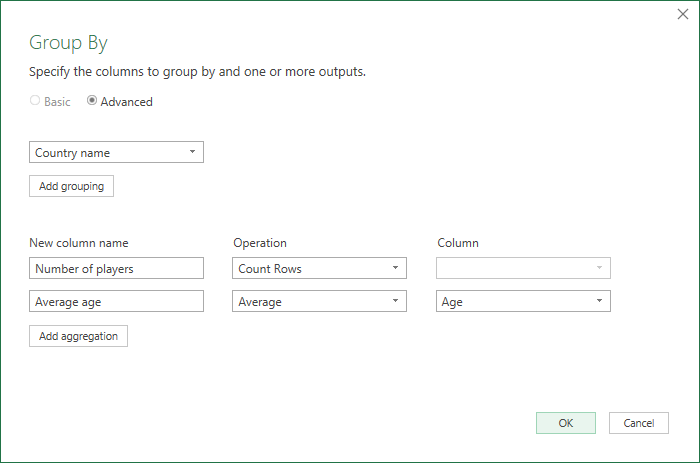 Group By
Specify the columns to group by and one or more outputs.
Basic Advanced
Country name
Add grouping
New column name Operation Column
Number of players Count Rows
Average age Average Age
Add aggregation
OK Cancel